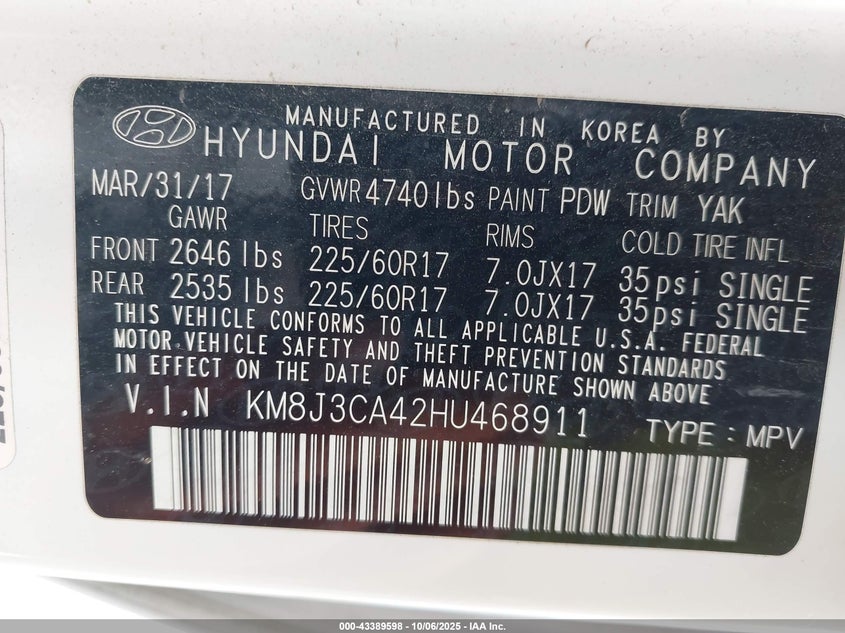 MANUFACTURED IN KOREA BY
HYUNDAI MOTOR COMPANY
MAR/31/17 GVWR 4740lbs PAINT PDW TRIM YAK
GAWR TIRES RIMS COLD TIRE INFL
FRONT 2646 lbs 225/60R17 7.0JX17 35psi SINGLE
REAR 2535 lbs 225/60R17 7.0JX17 35psi SINGLE
THIS VEHICLE CONFORMS TO ALL APPLICABLE U.S.A. FEDERAL
MOTOR VEHICLE SAFETY AND THEFT PREVENTION STANDARDS
IN EFFECT ON THE DATE OF MANUFACTURE SHOWN ABOVE
V.I.N KM8J3CA42HU468911 TYPE : MPV
000-43389598 - 10/06/2025 - IAA Inc.